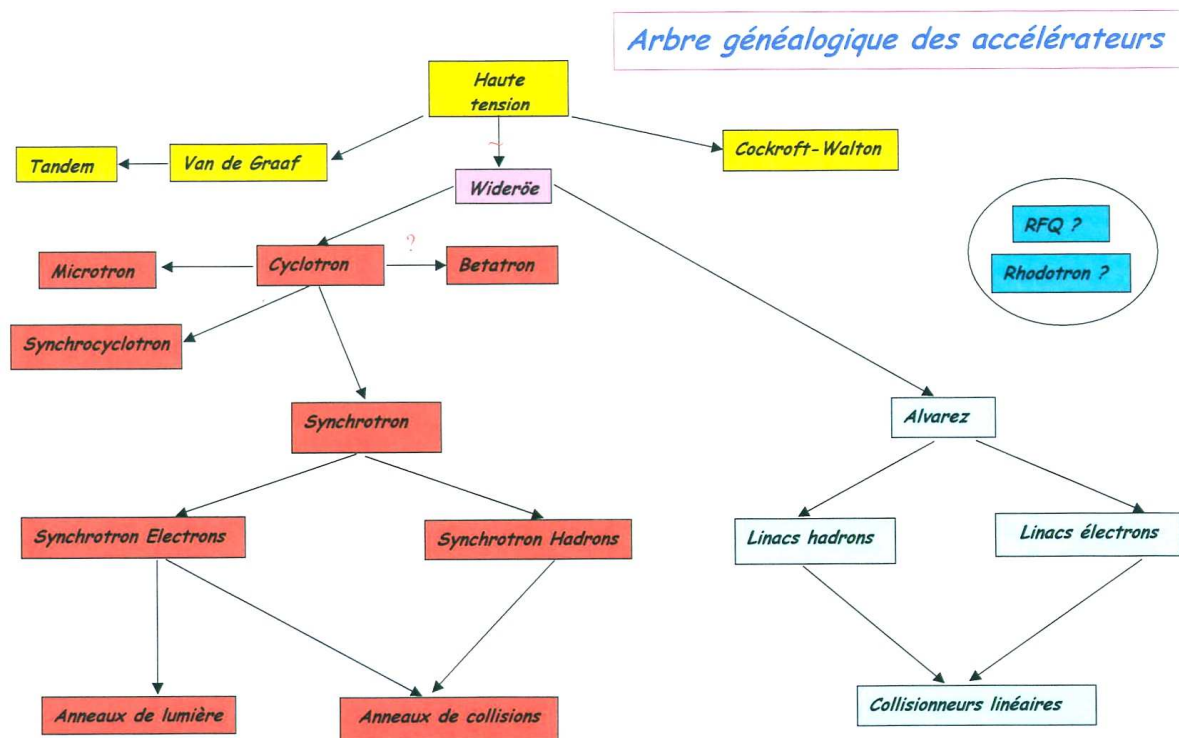 Arbre généalogique des accélérateurs
Haute
tension
Tandem
Van de Graaf
~
Cockroft-Walton
Wideröe
RFQ ?
Rhodotron ?
Microtron
Cyclotron
?
Betatron
Synchrocyclotron
Synchrotron
Alvarez
Synchrotron Electrons
Synchrotron Hadrons
Linacs hadrons
Linacs électrons
Anneaux de lumière
Anneaux de collisions
Collisionneurs linéaires